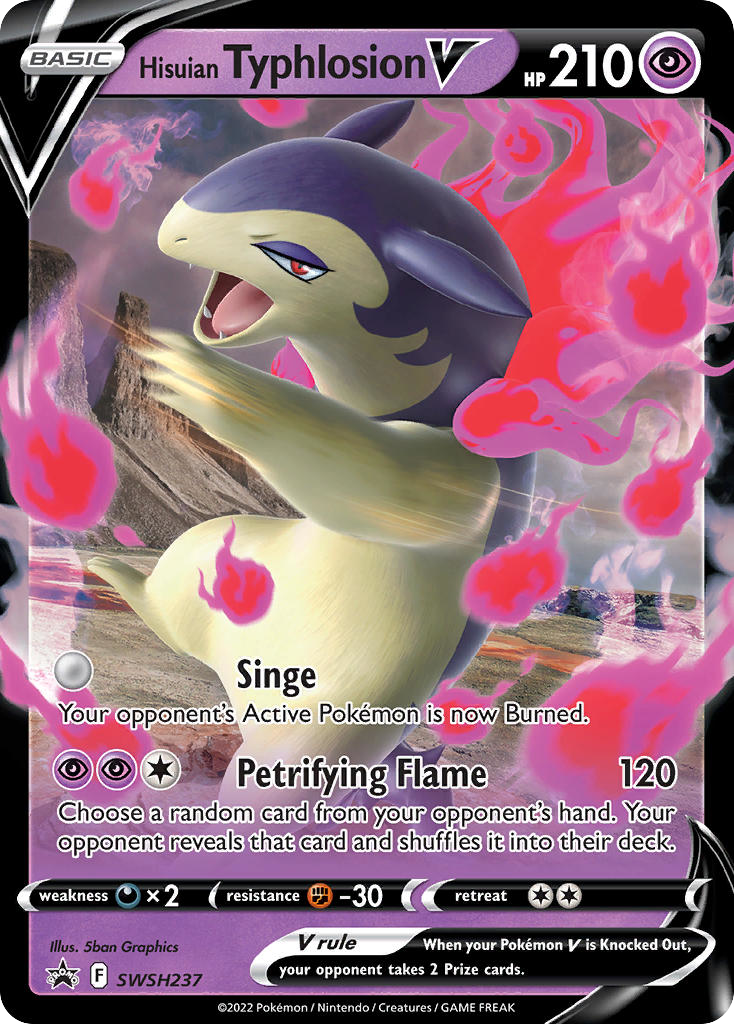 BASIC
Hisuian Typhlosion V HP 210
Singe
Your opponent's Active Pokémon is now Burned.
Petrifying Flame 120
Choose a random card from your opponent's hand. Your
opponent reveals that card and shuffles it into their deck.
weakness ×2 resistance -30 retreat
Illus. 5ban Graphics
V rule When your Pokémon V is Knocked Out,
your opponent takes 2 Prize cards.
PROMO F SWSH237
©2022 Pokémon / Nintendo / Creatures / GAME FREAK